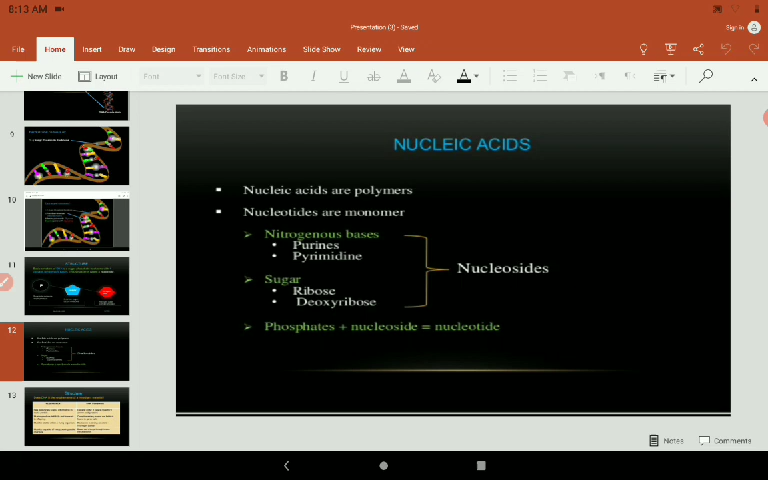 8:13 AM
Presentation (3) - Saved
Sign in
File Home Insert Draw Design Transitions Animations Slide Show Review View
New Slide Layout Font Font Size B I U ab A A
9
10
11
12
13
NUCLEIC ACIDS
Nucleic acids are polymers
Nucleotides are monomer
Nitrogenous bases
Purines
Pyrimidine
Nucleosides
Sugar
Ribose
Deoxyribose
Phosphates + nucleoside = nucleotide
Notes Comments